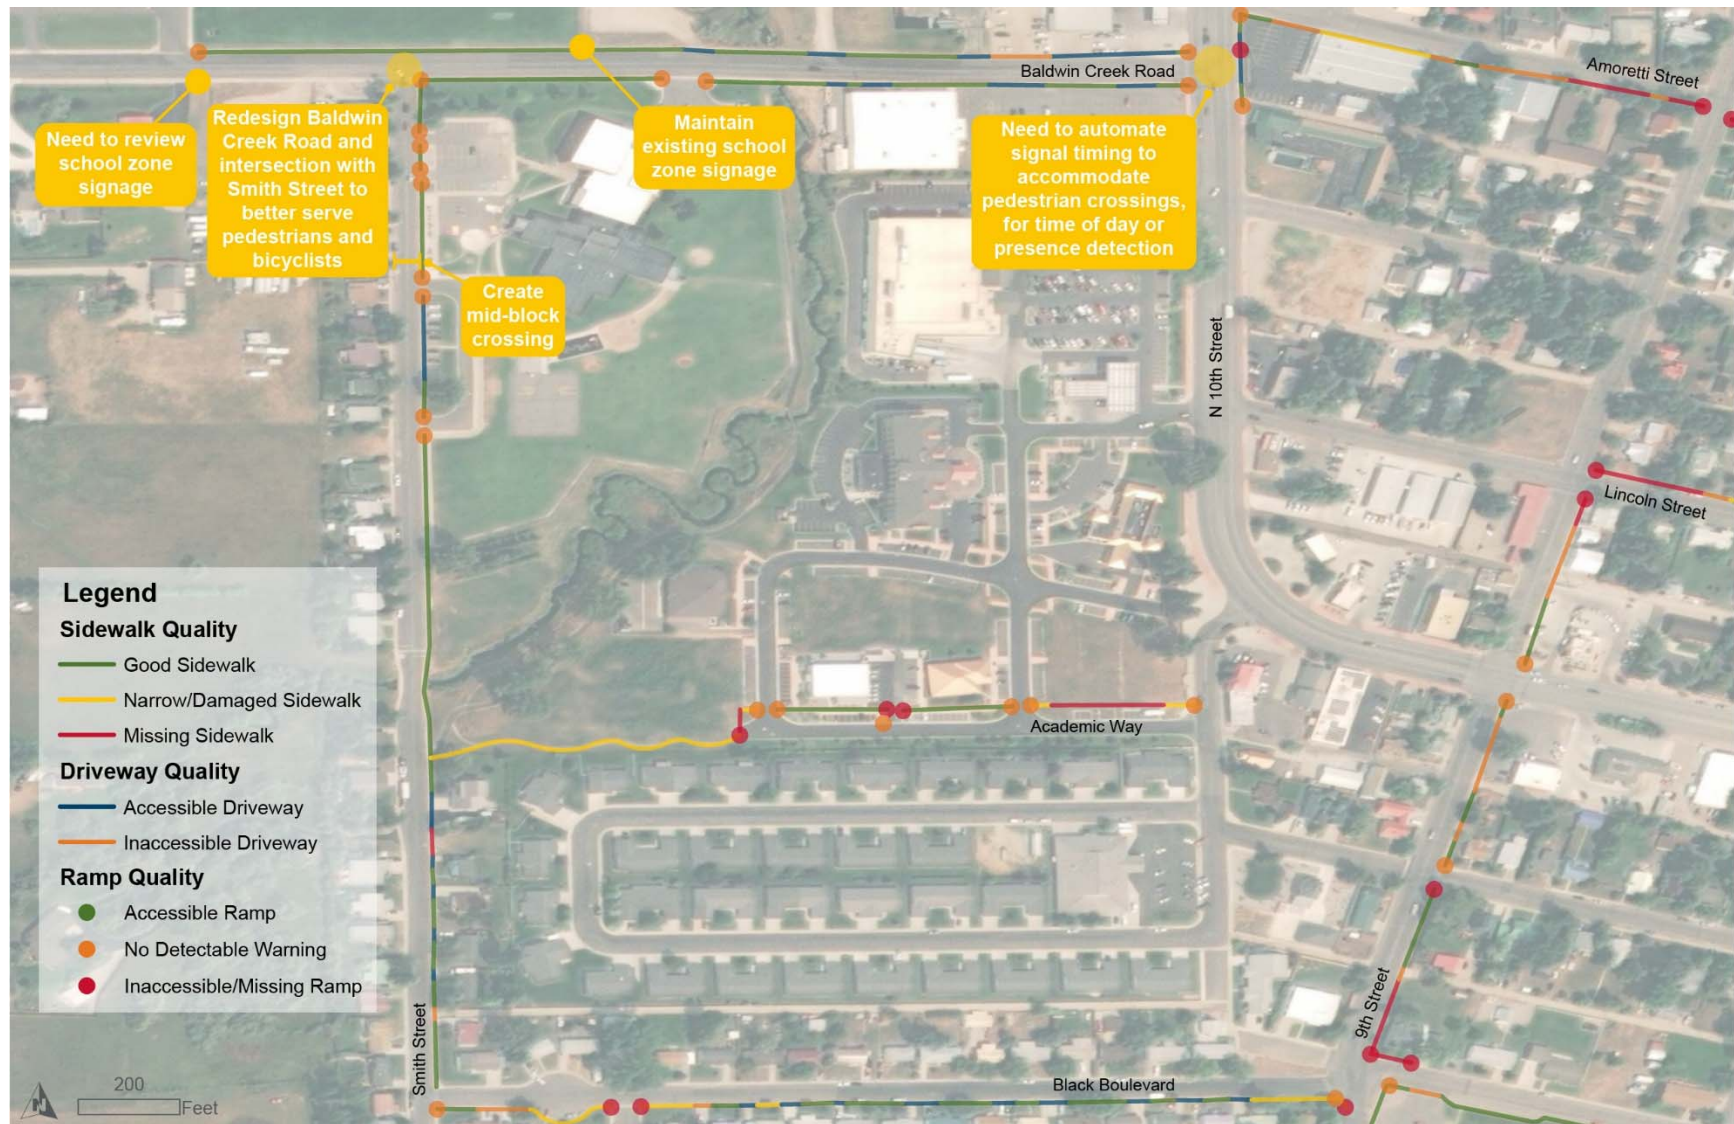 Baldwin Creek Road
Amoretti Street
Need to review
school zone
signage
Redesign Baldwin
Creek Road and
intersection with
Smith Street to
better serve
pedestrians and
bicyclists
Maintain
existing school
zone signage
Need to automate
signal timing to
accommodate
pedestrian crossings,
for time of day or
presence detection
Create
mid-block
crossing
N 10th Street
Lincoln Street
Legend
Sidewalk Quality
Good Sidewalk
Narrow/Damaged Sidewalk
Missing Sidewalk
Driveway Quality
Accessible Driveway
Inaccessible Driveway
Ramp Quality
Accessible Ramp
No Detectable Warning
Inaccessible/Missing Ramp
Academic Way
9th Street
Smith Street
Black Boulevard
N
200
Feet